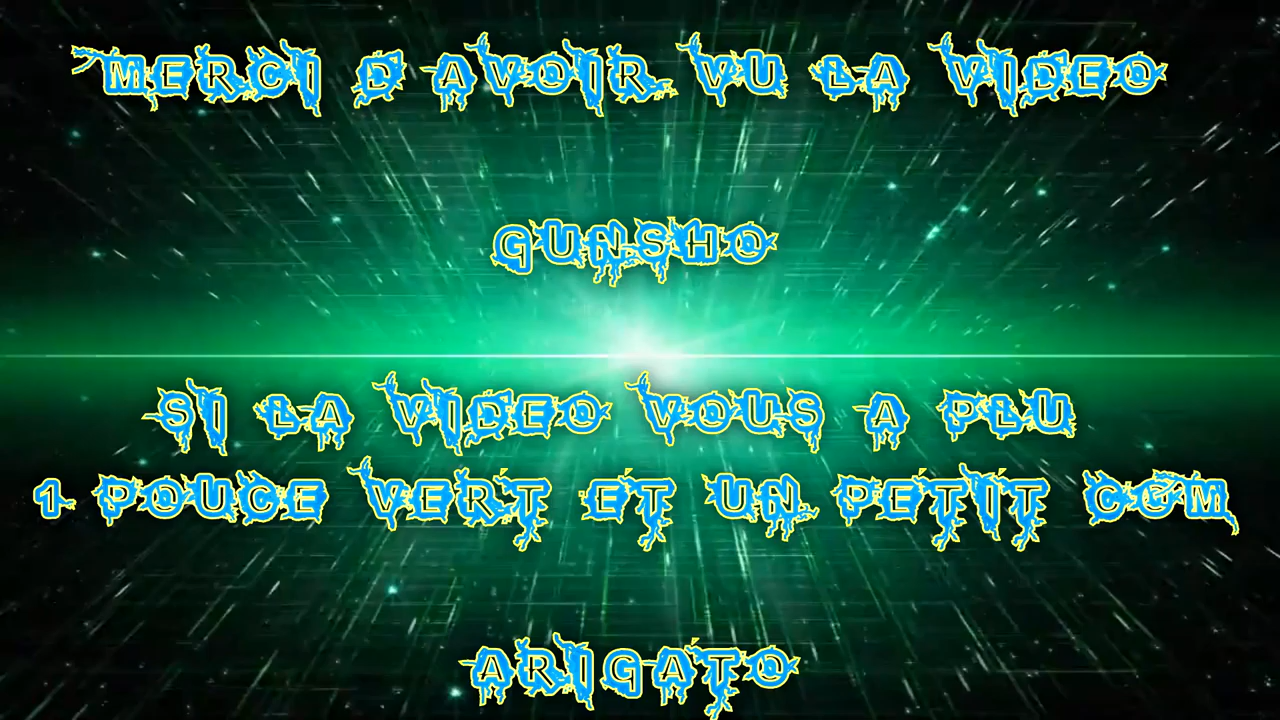 MERCI D AVOIR VU LA VIDEO
GUNSHO
SI LA VIDEO VOUS A PLU
1 POUCE VERT ET UN PETIT COM
ARIGATO